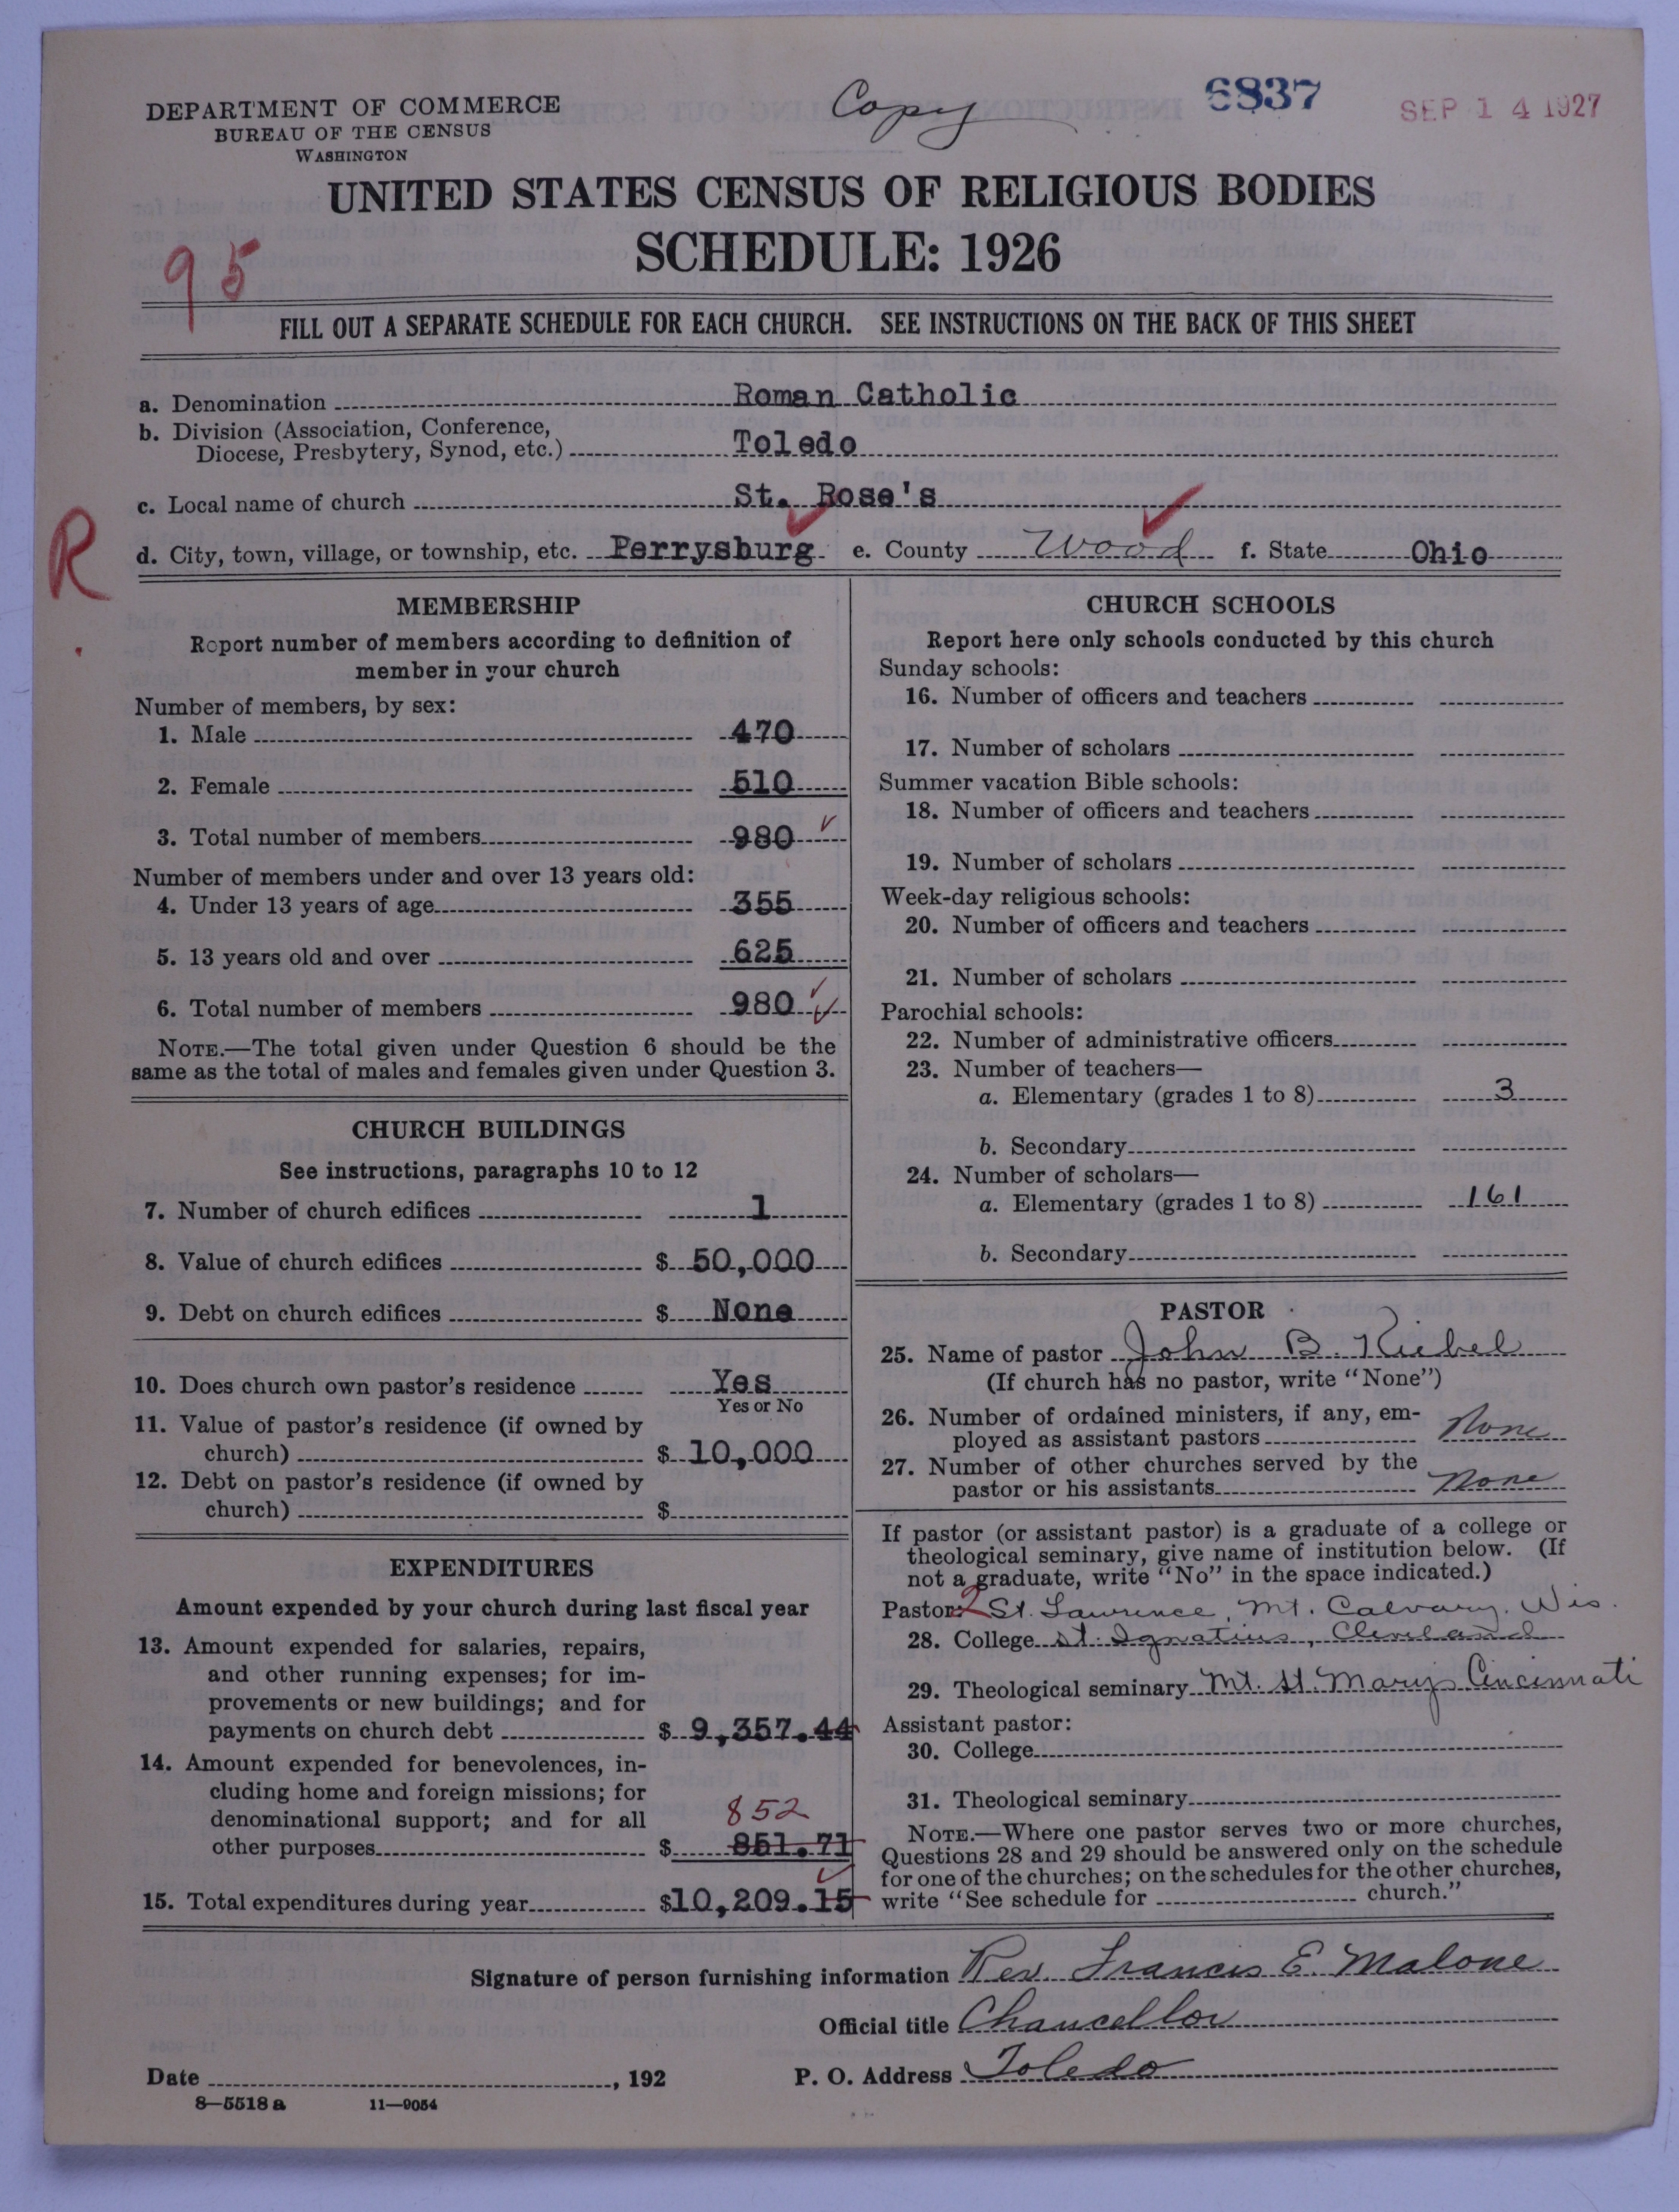 DEPARTMENT OF COMMERCE
BUREAU OF THE CENSUS
WASHINGTON
Copy
6837
SEP 14 1927
UNITED STATES CENSUS OF RELIGIOUS BODIES
SCHEDULE: 1926
95
FILL OUT A SEPARATE SCHEDULE FOR EACH CHURCH. SEE INSTRUCTIONS ON THE BACK OF THIS SHEET
a. Denomination Roman Catholic
b. Division (Association, Conference,
Diocese, Presbytery, Synod, etc.) Toledo
c. Local name of church St. Rose's
R
d. City, town, village, or township, etc. Perrysburg e. County Wood f. State Ohio
MEMBERSHIP
Report number of members according to definition of
member in your church
Number of members, by sex:
1. Male 470
2. Female 510
3. Total number of members 980
Number of members under and over 13 years old:
4. Under 13 years of age 355
5. 13 years old and over 625
6. Total number of members 980
NOTE.—The total given under Question 6 should be the
same as the total of males and females given under Question 3.
CHURCH BUILDINGS
See instructions, paragraphs 10 to 12
7. Number of church edifices 1
8. Value of church edifices $ 50,000
9. Debt on church edifices $ None
10. Does church own pastor's residence Yes
Yes or No
11. Value of pastor's residence (if owned by
church) $ 10,000
12. Debt on pastor's residence (if owned by
church) $
EXPENDITURES
Amount expended by your church during last fiscal year
13. Amount expended for salaries, repairs,
and other running expenses; for im-
provements or new buildings; and for
payments on church debt $ 9,357.44
14. Amount expended for benevolences, in-
cluding home and foreign missions; for
denominational support; and for all
852
other purposes $ 851.71
15. Total expenditures during year $10,209.15
CHURCH SCHOOLS
Report here only schools conducted by this church
Sunday schools:
16. Number of officers and teachers
17. Number of scholars
Summer vacation Bible schools:
18. Number of officers and teachers
19. Number of scholars
Week-day religious schools:
20. Number of officers and teachers
21. Number of scholars
Parochial schools:
22. Number of administrative officers
23. Number of teachers—
a. Elementary (grades 1 to 8) 3
b. Secondary
24. Number of scholars—
a. Elementary (grades 1 to 8) 161
b. Secondary
PASTOR
25. Name of pastor John B. Kiebel
(If church has no pastor, write "None")
26. Number of ordained ministers, if any, em-
ployed as assistant pastors None
27. Number of other churches served by the
pastor or his assistants None
If pastor (or assistant pastor) is a graduate of a college or
theological seminary, give name of institution below. (If
not a graduate, write "No" in the space indicated.)
Pastor: 2 St. Lawrence, Mt. Calvary, Wis.
28. College St. Ignatius, Cleveland
29. Theological seminary Mt. St. Marys Cincinnati
Assistant pastor:
30. College
31. Theological seminary
NOTE.—Where one pastor serves two or more churches,
Questions 28 and 29 should be answered only on the schedule
for one of the churches; on the schedules for the other churches,
write "See schedule for church."
Signature of person furnishing information Rev. Francis E. Malone
Official title Chancellor
Date , 192 P. O. Address Toledo
8—5518 a 11—9054